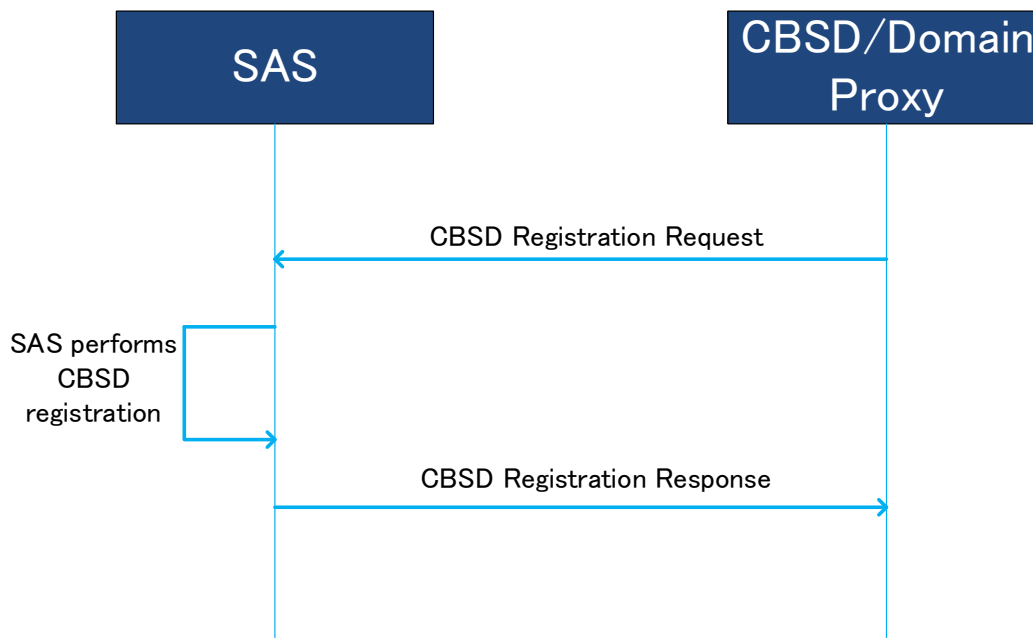 SAS
CBSD/Domain
Proxy
CBSD Registration Request
SAS performs
CBSD
registration
CBSD Registration Response